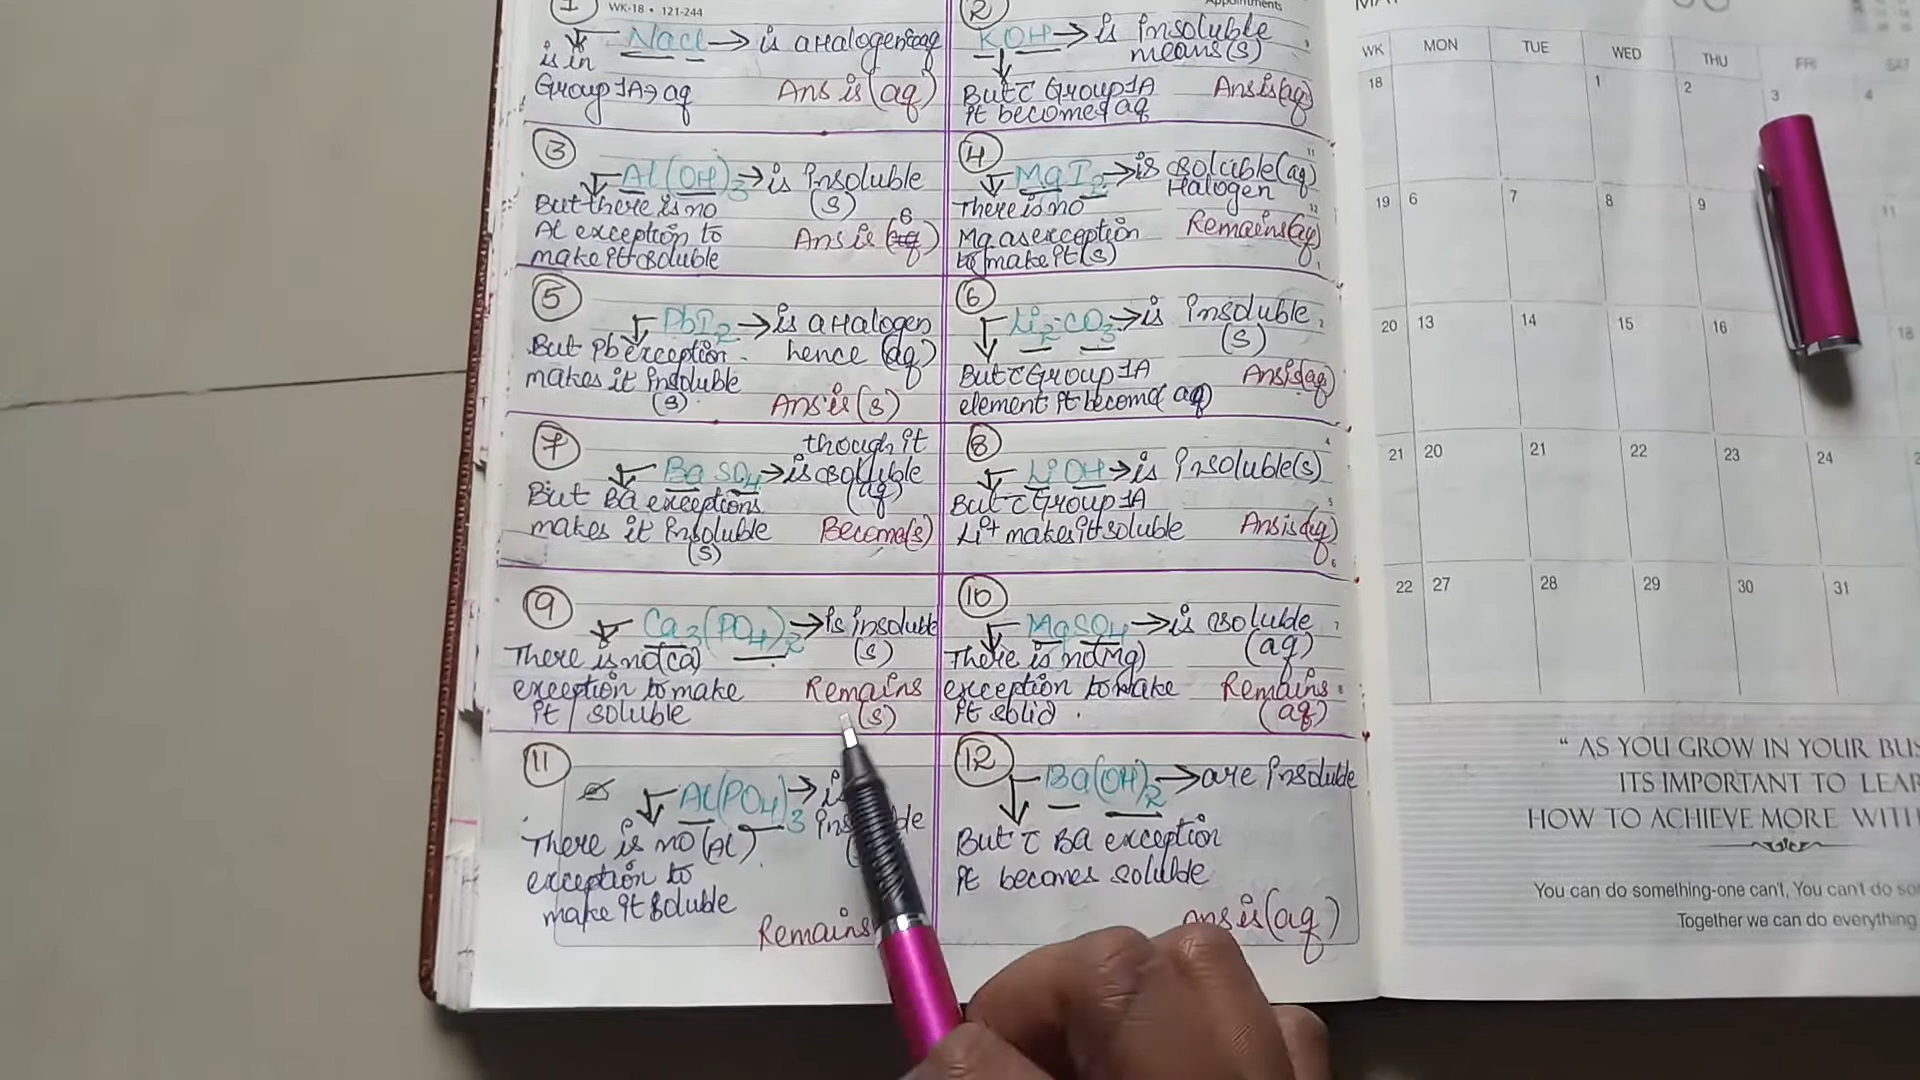 1
WK-18 • 121-244
NaCl → is a Halogen aq
is in
Group 1A → aq
Ans is (aq)
2
Appointments
KOH → is insoluble
means (s)
But c̄ Group 1A
it becomes aq
Ans is (aq)
3
Al(OH)3 → is insoluble
(s)
But there is no
Al exception to
make it soluble
Ans is
4
MgI2 → is soluble (aq)
Halogen
There is no
Mg as exception
to make it (s)
Remains (aq)
5
PbI2 → is a Halogen
hence (aq)
But Pb exception
makes it insoluble
(s)
Ans is (s)
6
Li2CO3 → is insoluble
(s)
But c̄ Group 1A
element it become aq
Ans is (aq)
7
though it
BaSO4 → is soluble
(aq)
But BA exceptions
makes it insoluble
(s)
Become (s)
8
LiOH → is insoluble (s)
But c̄ Group 1A
Li+ makes it soluble
Ans is (aq)
9
Ca3(PO4)2 → is insoluble
(s)
There is no (Ca)
exception to make
it soluble
Remains
(s)
10
MgSO4 → is soluble
(aq)
There is no (Mg)
exception to make
it solid.
Remains
(aq)
11
Al(PO4)3 → is
There is no (Al)
exception to
make it soluble
Remains
12
Ba(OH)2 → are insoluble
But c̄ BA exception
it becomes soluble
Ans is (aq)
WK MON TUE WED THU FRI SAT
18 1 2 3 4
19 6 7 8 9 11
20 13 14 15 16 18
21 20 21 22 23 24
22 27 28 29 30 31
“ AS YOU GROW IN YOUR
ITS IMPORTANT TO
HOW TO ACHIEVE MORE
You can do something-one can't, You can't do
Together we can do everything